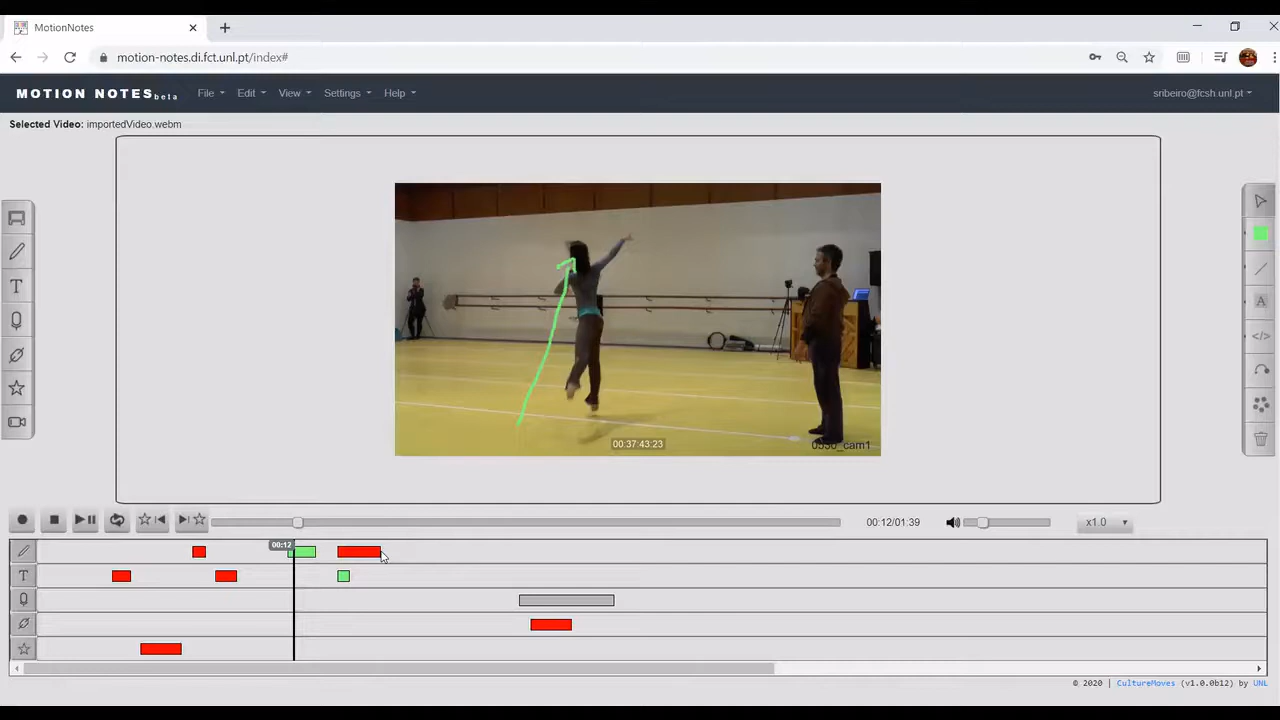 MotionNotes
motion-notes.di.fct.unl.pt/index#
MOTION NOTES beta File Edit View Settings Help sribeiro@fcsh.unl.pt
Selected Video: importedVideo.webm
T
A
</>
00:37:43:23
0530_cam1
00:12/01:39
x1.0
00:12
T
© 2020 | CultureMoves (v1.0.0b12) by UNL